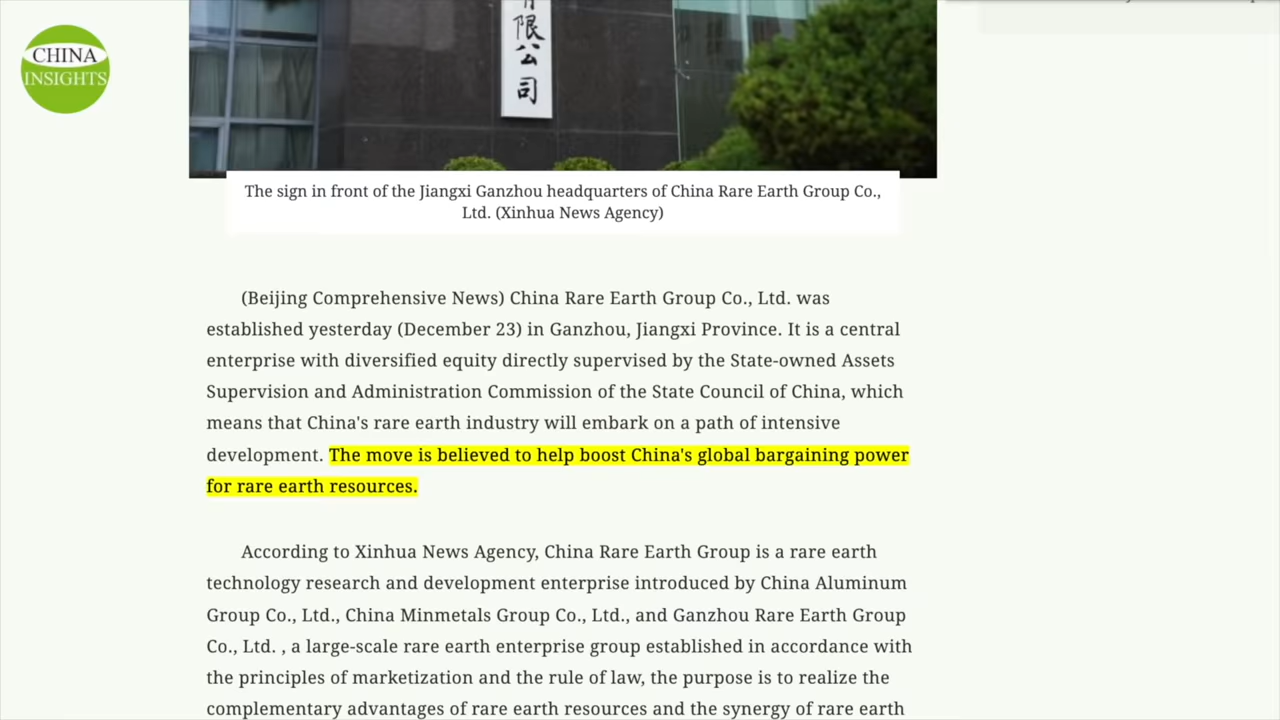 CHINA
INSIGHTS
限
公
司
The sign in front of the Jiangxi Ganzhou headquarters of China Rare Earth Group Co.,
Ltd. (Xinhua News Agency)
(Beijing Comprehensive News) China Rare Earth Group Co., Ltd. was
established yesterday (December 23) in Ganzhou, Jiangxi Province. It is a central
enterprise with diversified equity directly supervised by the State-owned Assets
Supervision and Administration Commission of the State Council of China, which
means that China's rare earth industry will embark on a path of intensive
development. The move is believed to help boost China's global bargaining power
for rare earth resources.
According to Xinhua News Agency, China Rare Earth Group is a rare earth
technology research and development enterprise introduced by China Aluminum
Group Co., Ltd., China Minmetals Group Co., Ltd., and Ganzhou Rare Earth Group
Co., Ltd. , a large-scale rare earth enterprise group established in accordance with
the principles of marketization and the rule of law, the purpose is to realize the
complementary advantages of rare earth resources and the synergy of rare earth